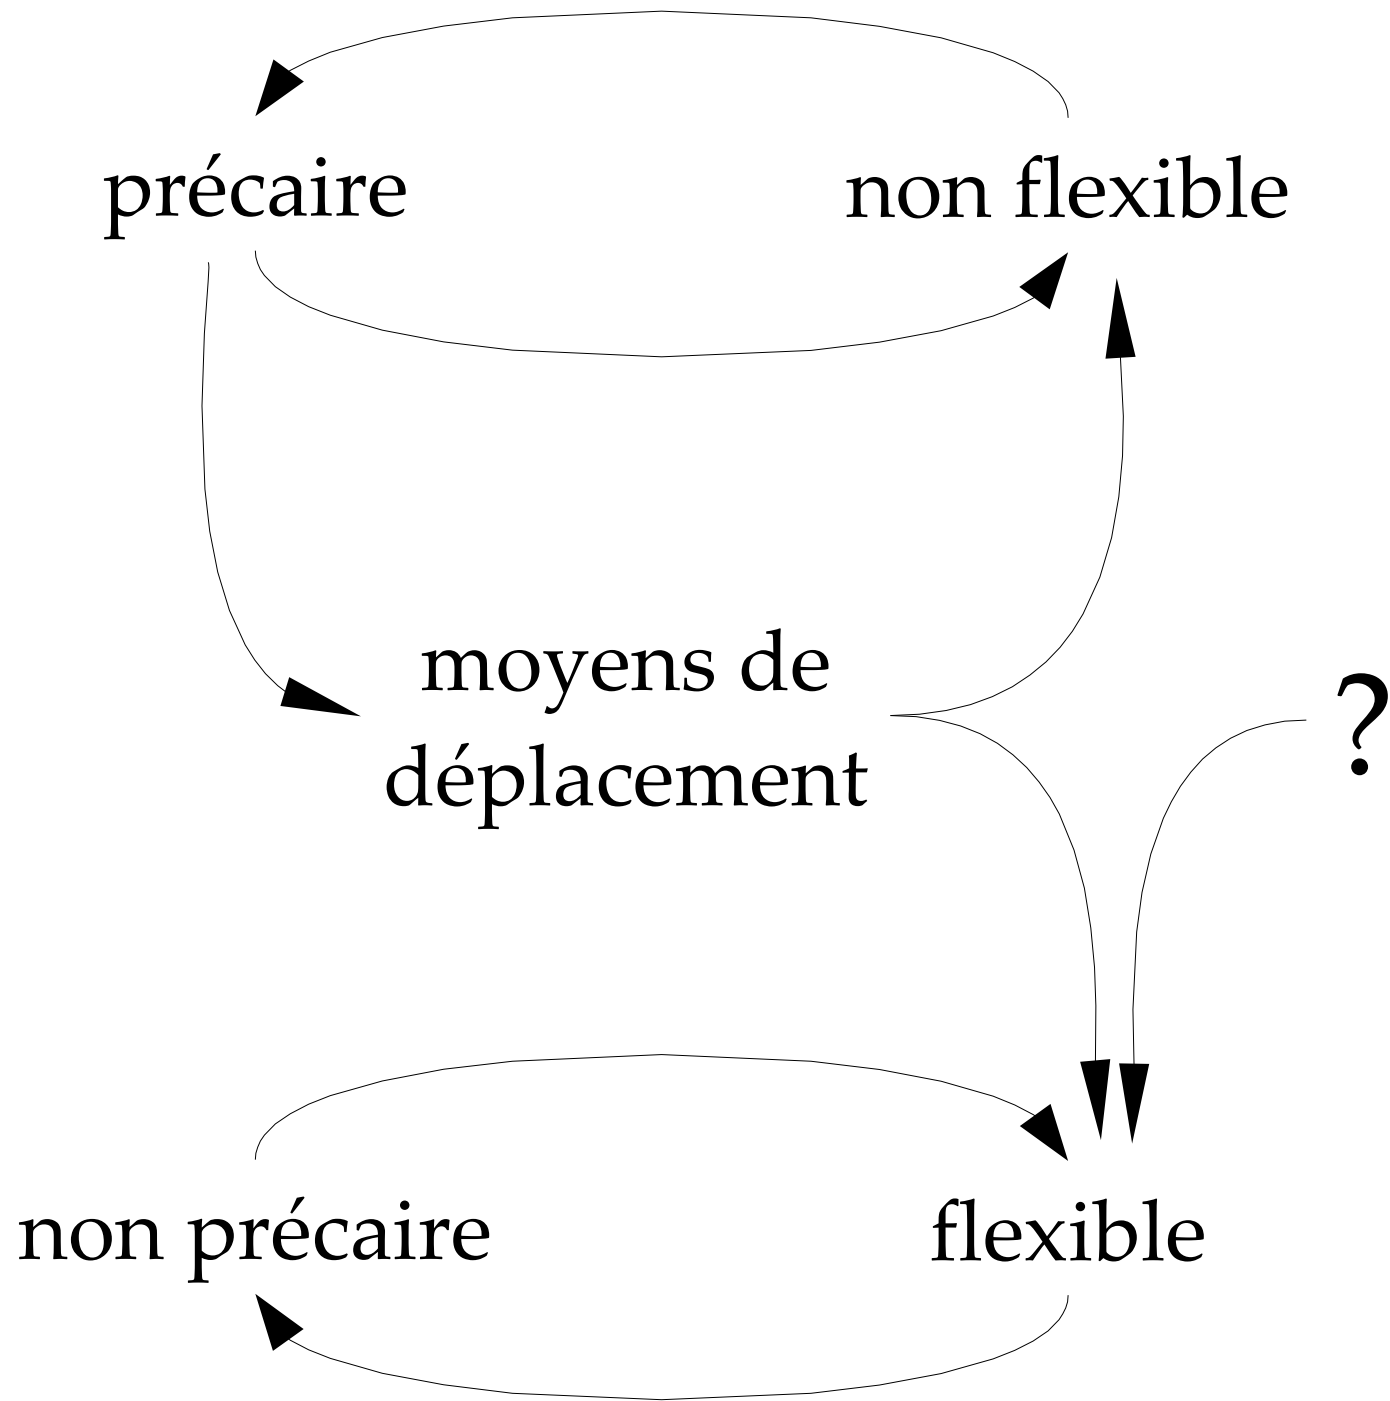 précaire
non flexible
moyens de
déplacement
?
non précaire
flexible